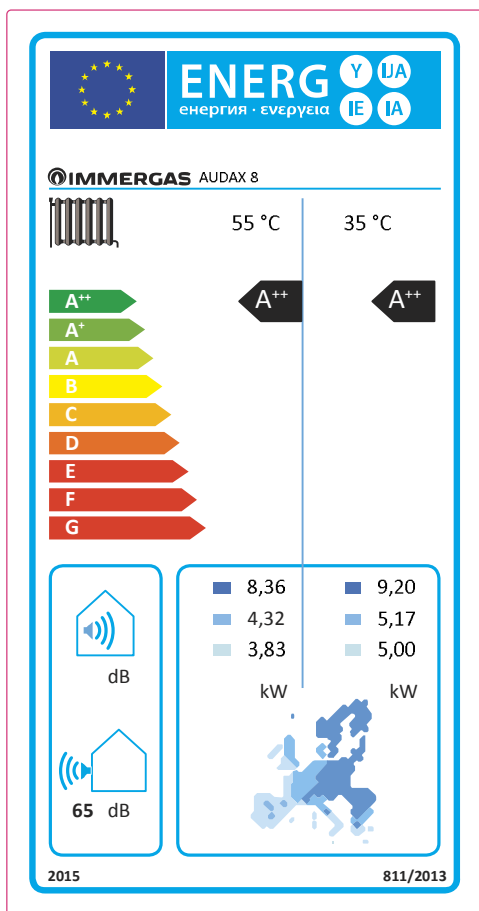 ENERG Y IJA
енергия · ενεργεια IE IA
IMMERGAS AUDAX 8
55 °C 35 °C
A++ A++ A++
A+
A
B
C
D
E
F
G
8,36 9,20
4,32 5,17
3,83 5,00
dB kW kW
65 dB
2015 811/2013